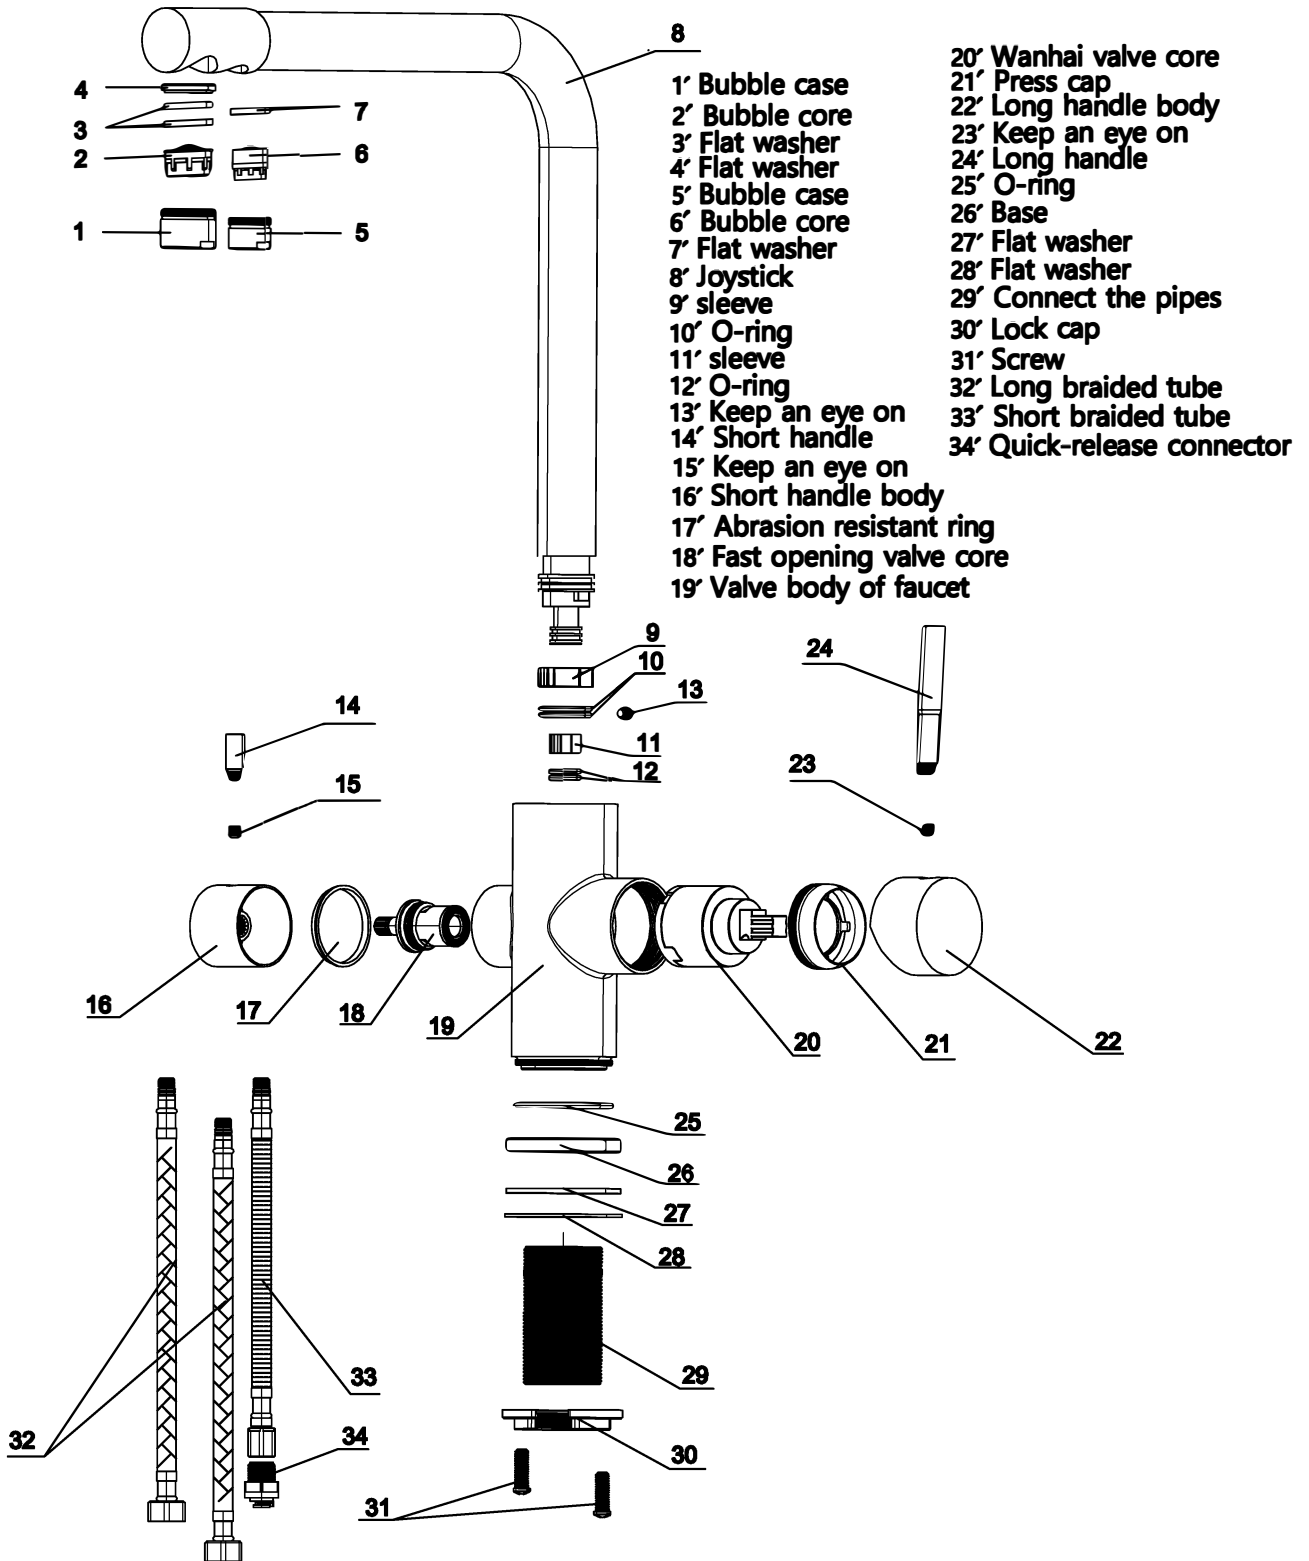 1′ Bubble case
2′ Bubble core
3′ Flat washer
4′ Flat washer
5′ Bubble case
6′ Bubble core
7′ Flat washer
8′ Joystick
9′ sleeve
10′ O-ring
11′ sleeve
12′ O-ring
13′ Keep an eye on
14′ Short handle
15′ Keep an eye on
16′ Short handle body
17′ Abrasion resistant ring
18′ Fast opening valve core
19′ Valve body of faucet
20′ Wanhai valve core
21′ Press cap
22′ Long handle body
23′ Keep an eye on
24′ Long handle
25′ O-ring
26′ Base
27′ Flat washer
28′ Flat washer
29′ Connect the pipes
30′ Lock cap
31′ Screw
32′ Long braided tube
33′ Short braided tube
34′ Quick-release connector
8
4
3
7
2
6
1
5
9
10
13
11
12
14
15
24
23
16
17
18
19
20
21
22
25
26
27
28
29
30
31
32
33
34